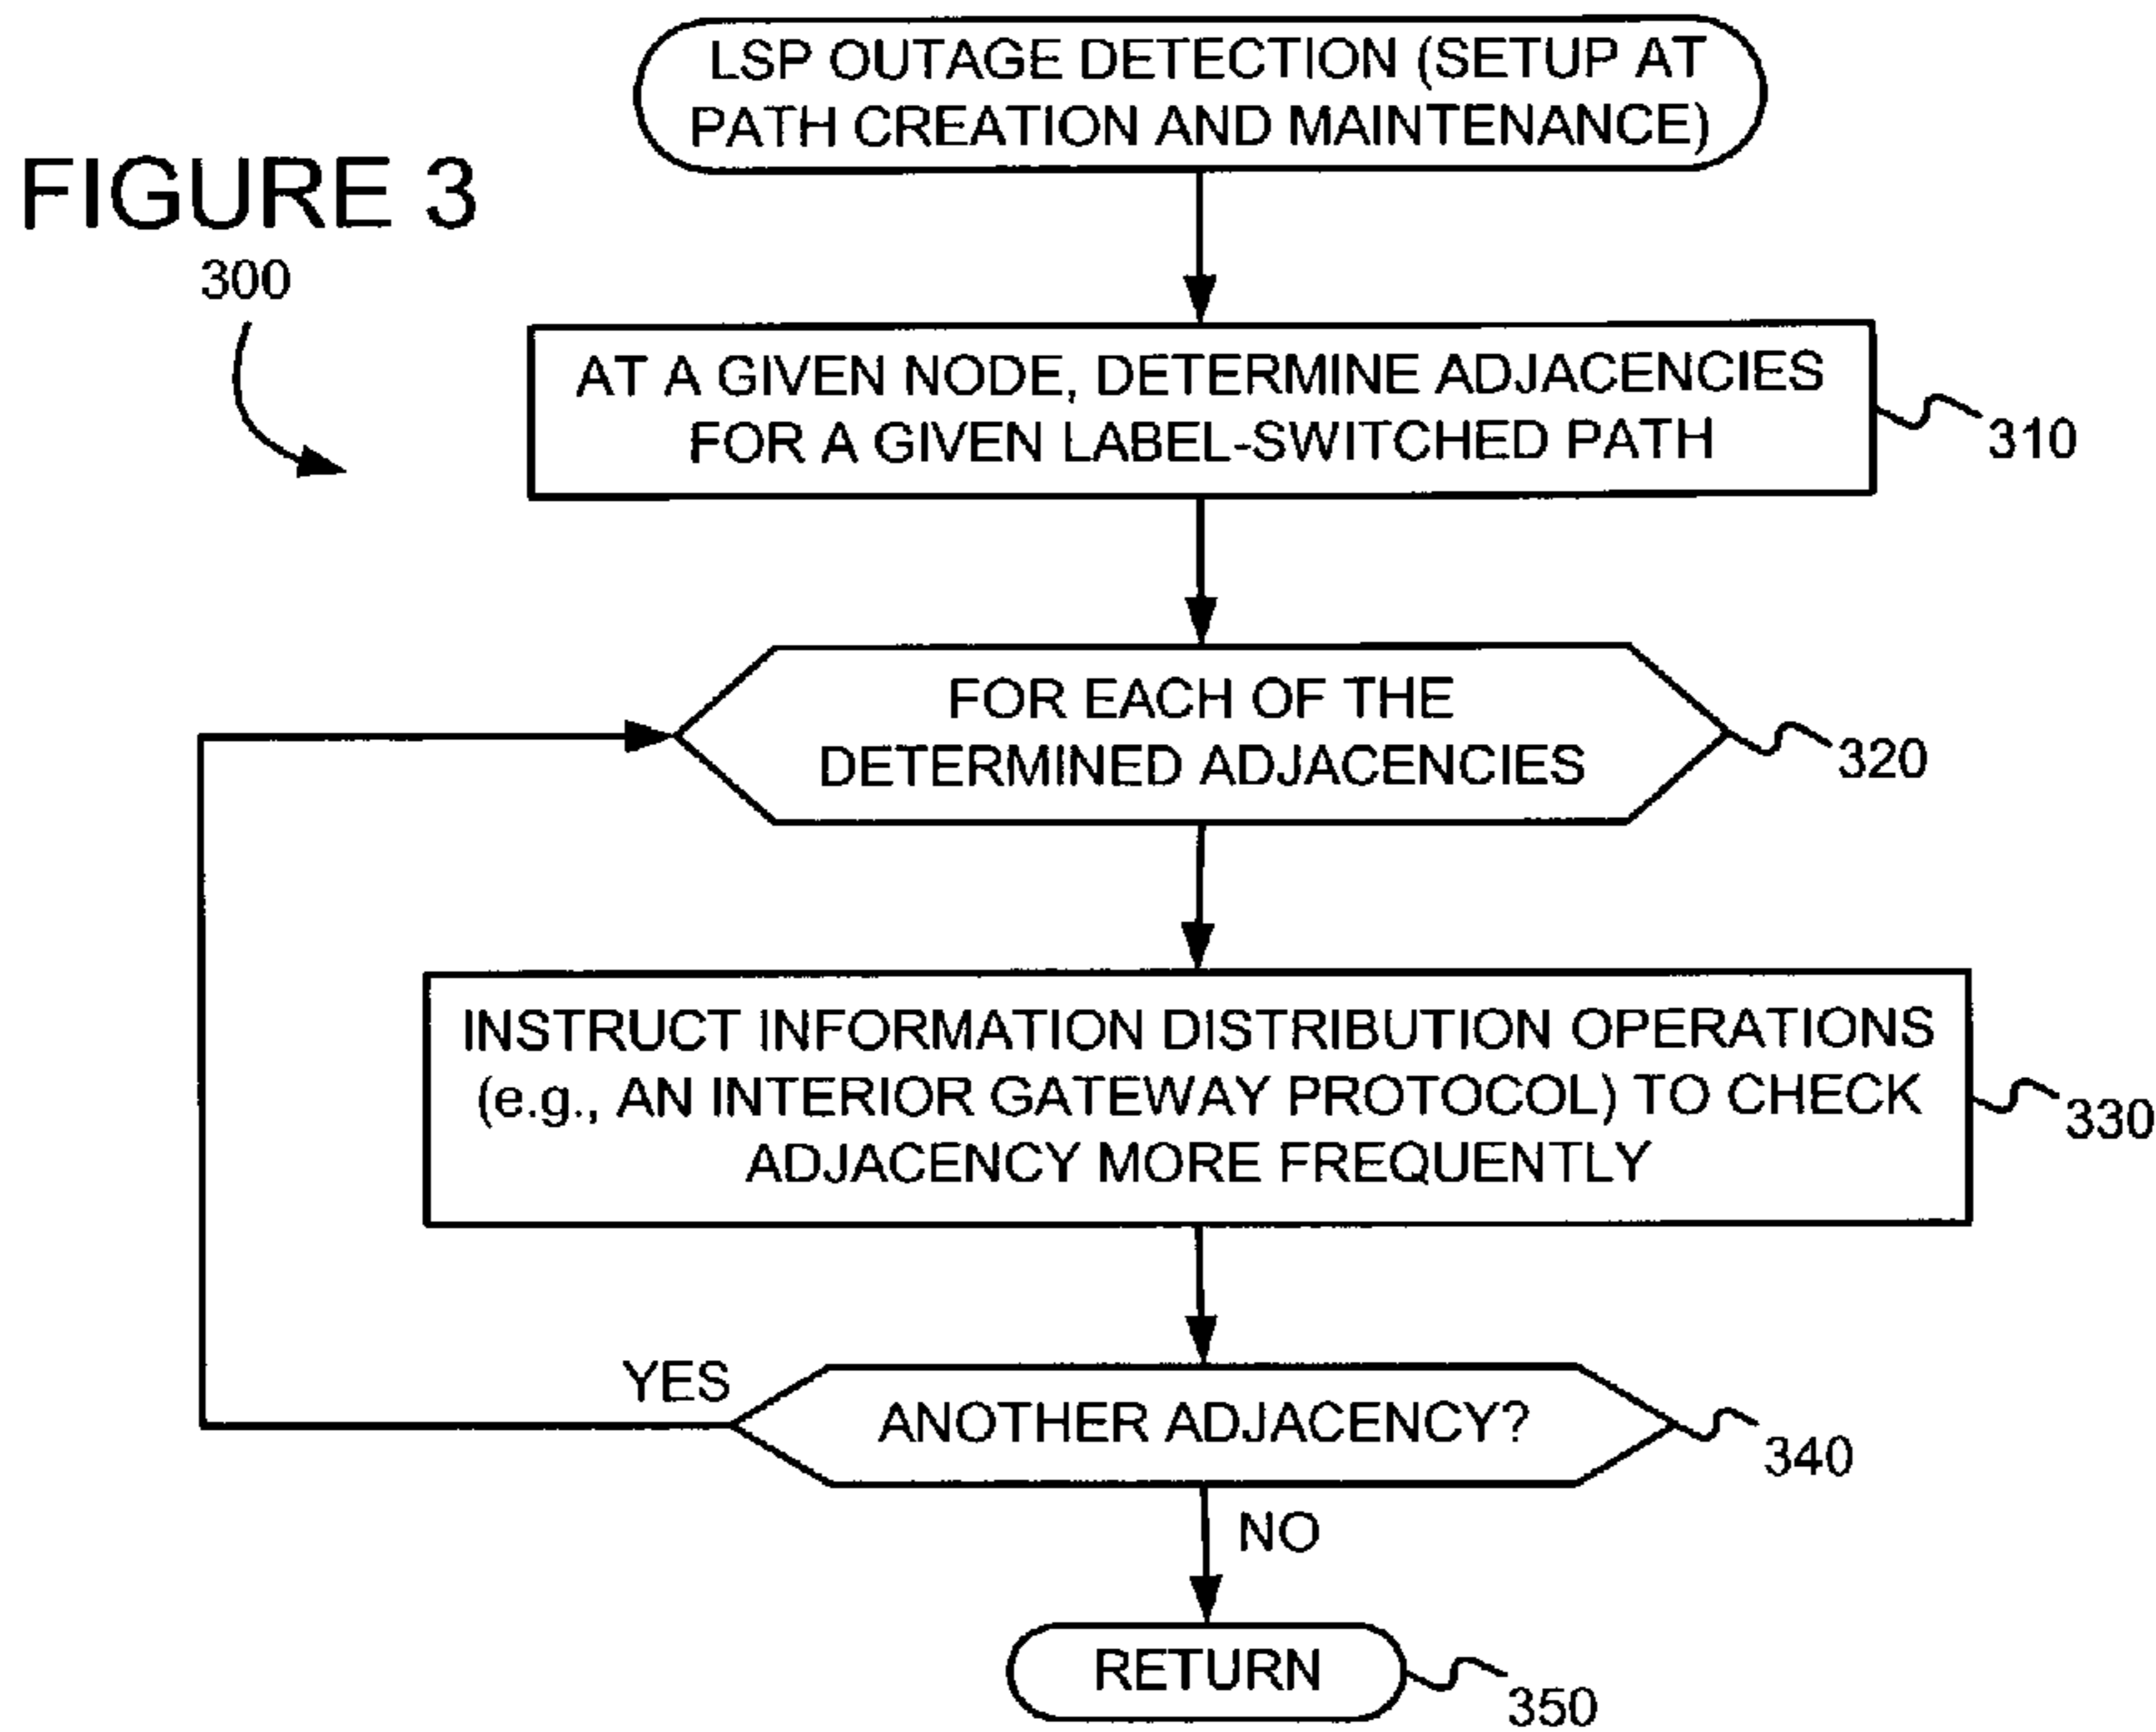 LSP OUTAGE DETECTION (SETUP AT
PATH CREATION AND MAINTENANCE)
FIGURE 3
300
AT A GIVEN NODE, DETERMINE ADJACENCIES
FOR A GIVEN LABEL-SWITCHED PATH
310
FOR EACH OF THE
DETERMINED ADJACENCIES
320
INSTRUCT INFORMATION DISTRIBUTION OPERATIONS
(e.g., AN INTERIOR GATEWAY PROTOCOL) TO CHECK
ADJACENCY MORE FREQUENTLY
330
YES
ANOTHER ADJACENCY?
340
NO
RETURN
350